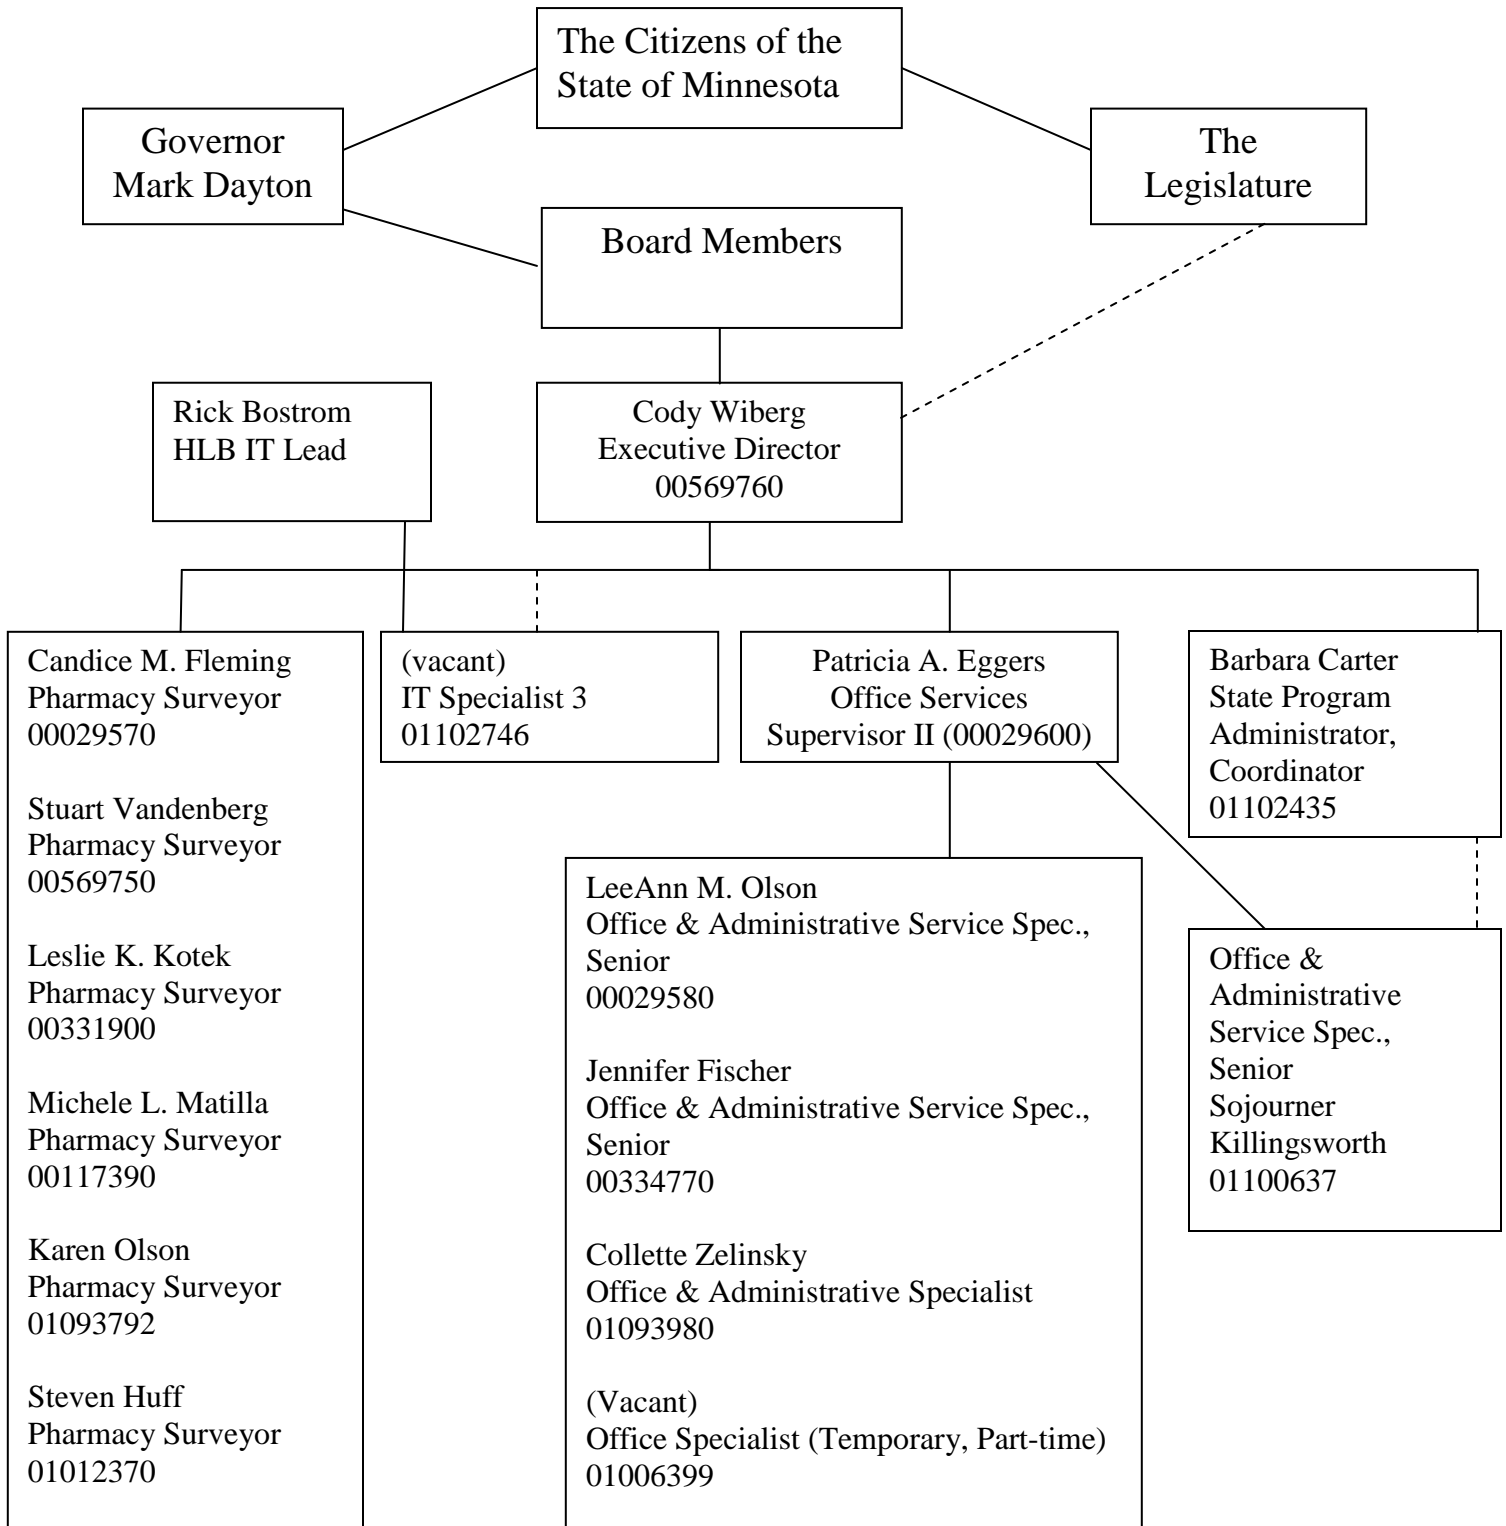 The Citizens of the
State of Minnesota
Governor
Mark Dayton
The
Legislature
Board Members
Rick Bostrom
HLB IT Lead
Cody Wiberg
Executive Director
00569760
Candice M. Fleming
Pharmacy Surveyor
00029570
Stuart Vandenberg
Pharmacy Surveyor
00569750
Leslie K. Kotek
Pharmacy Surveyor
00331900
Michele L. Matilla
Pharmacy Surveyor
00117390
Karen Olson
Pharmacy Surveyor
01093792
Steven Huff
Pharmacy Surveyor
01012370
(vacant)
IT Specialist 3
01102746
Patricia A. Eggers
Office Services
Supervisor II (00029600)
Barbara Carter
State Program
Administrator,
Coordinator
01102435
LeeAnn M. Olson
Office & Administrative Service Spec.,
Senior
00029580
Jennifer Fischer
Office & Administrative Service Spec.,
Senior
00334770
Collette Zelinsky
Office & Administrative Specialist
01093980
(Vacant)
Office Specialist (Temporary, Part-time)
01006399
Office &
Administrative
Service Spec.,
Senior
Sojourner
Killingsworth
01100637